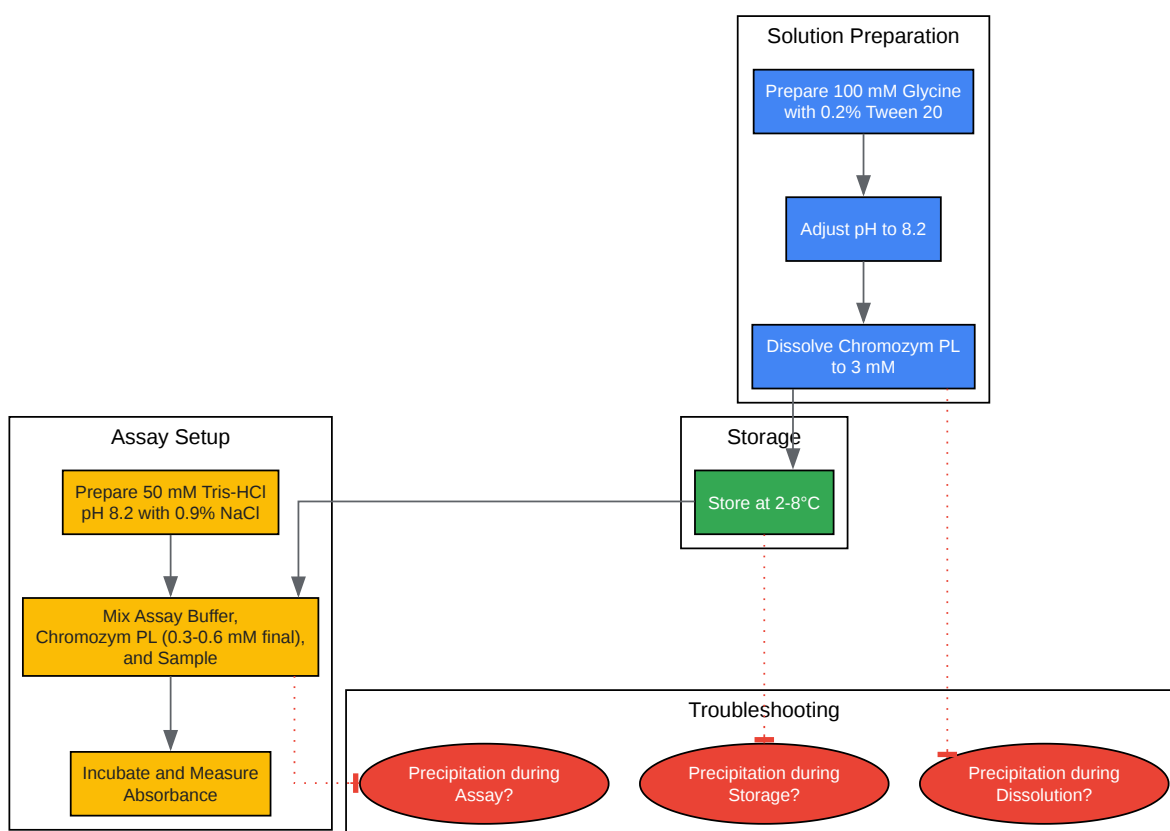 Solution Preparation
Prepare 100 mM Glycine
with 0.2% Tween 20
Adjust pH to 8.2
Dissolve Chromozym PL
to 3 mM
Storage
Store at 2-8°C
Assay Setup
Prepare 50 mM Tris-HCl
pH 8.2 with 0.9% NaCl
Mix Assay Buffer,
Chromozym PL (0.3-0.6 mM final),
and Sample
Incubate and Measure
Absorbance
Troubleshooting
Precipitation during
Assay?
Precipitation during
Storage?
Precipitation during
Dissolution?